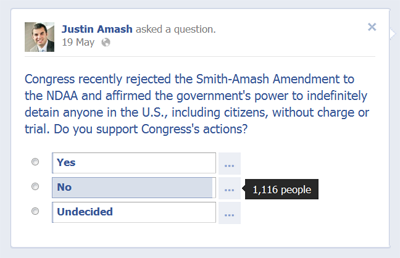 Justin Amash asked a question.
19 May
Congress recently rejected the Smith-Amash Amendment to
the NDAA and affirmed the government's power to indefinitely
detain anyone in the U.S., including citizens, without charge or
trial. Do you support Congress's actions?
Yes
...
No
...
1,116 people
Undecided
...